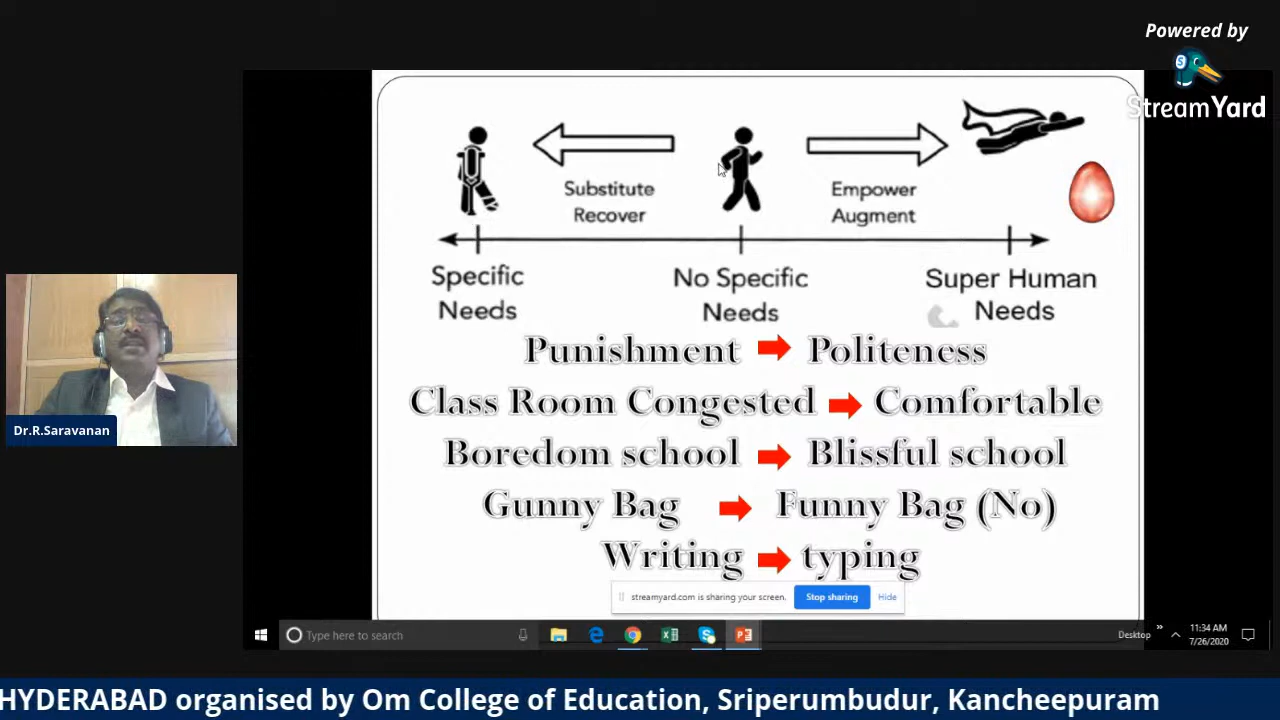 Powered by
StreamYard
Substitute
Recover
Empower
Augment
Specific
Needs
No Specific
Needs
Super Human
Needs
Punishment Politeness
Class Room Congested Comfortable
Boredom school Blissful school
Gunny Bag Funny Bag (No)
Writing typing
Dr.R.Saravanan
streamyard.com is sharing your screen. Stop sharing Hide
Type here to search
Desktop
11:34 AM
7/26/2020
HYDERABAD organised by Om College of Education, Sriperumbudur, Kancheepuram